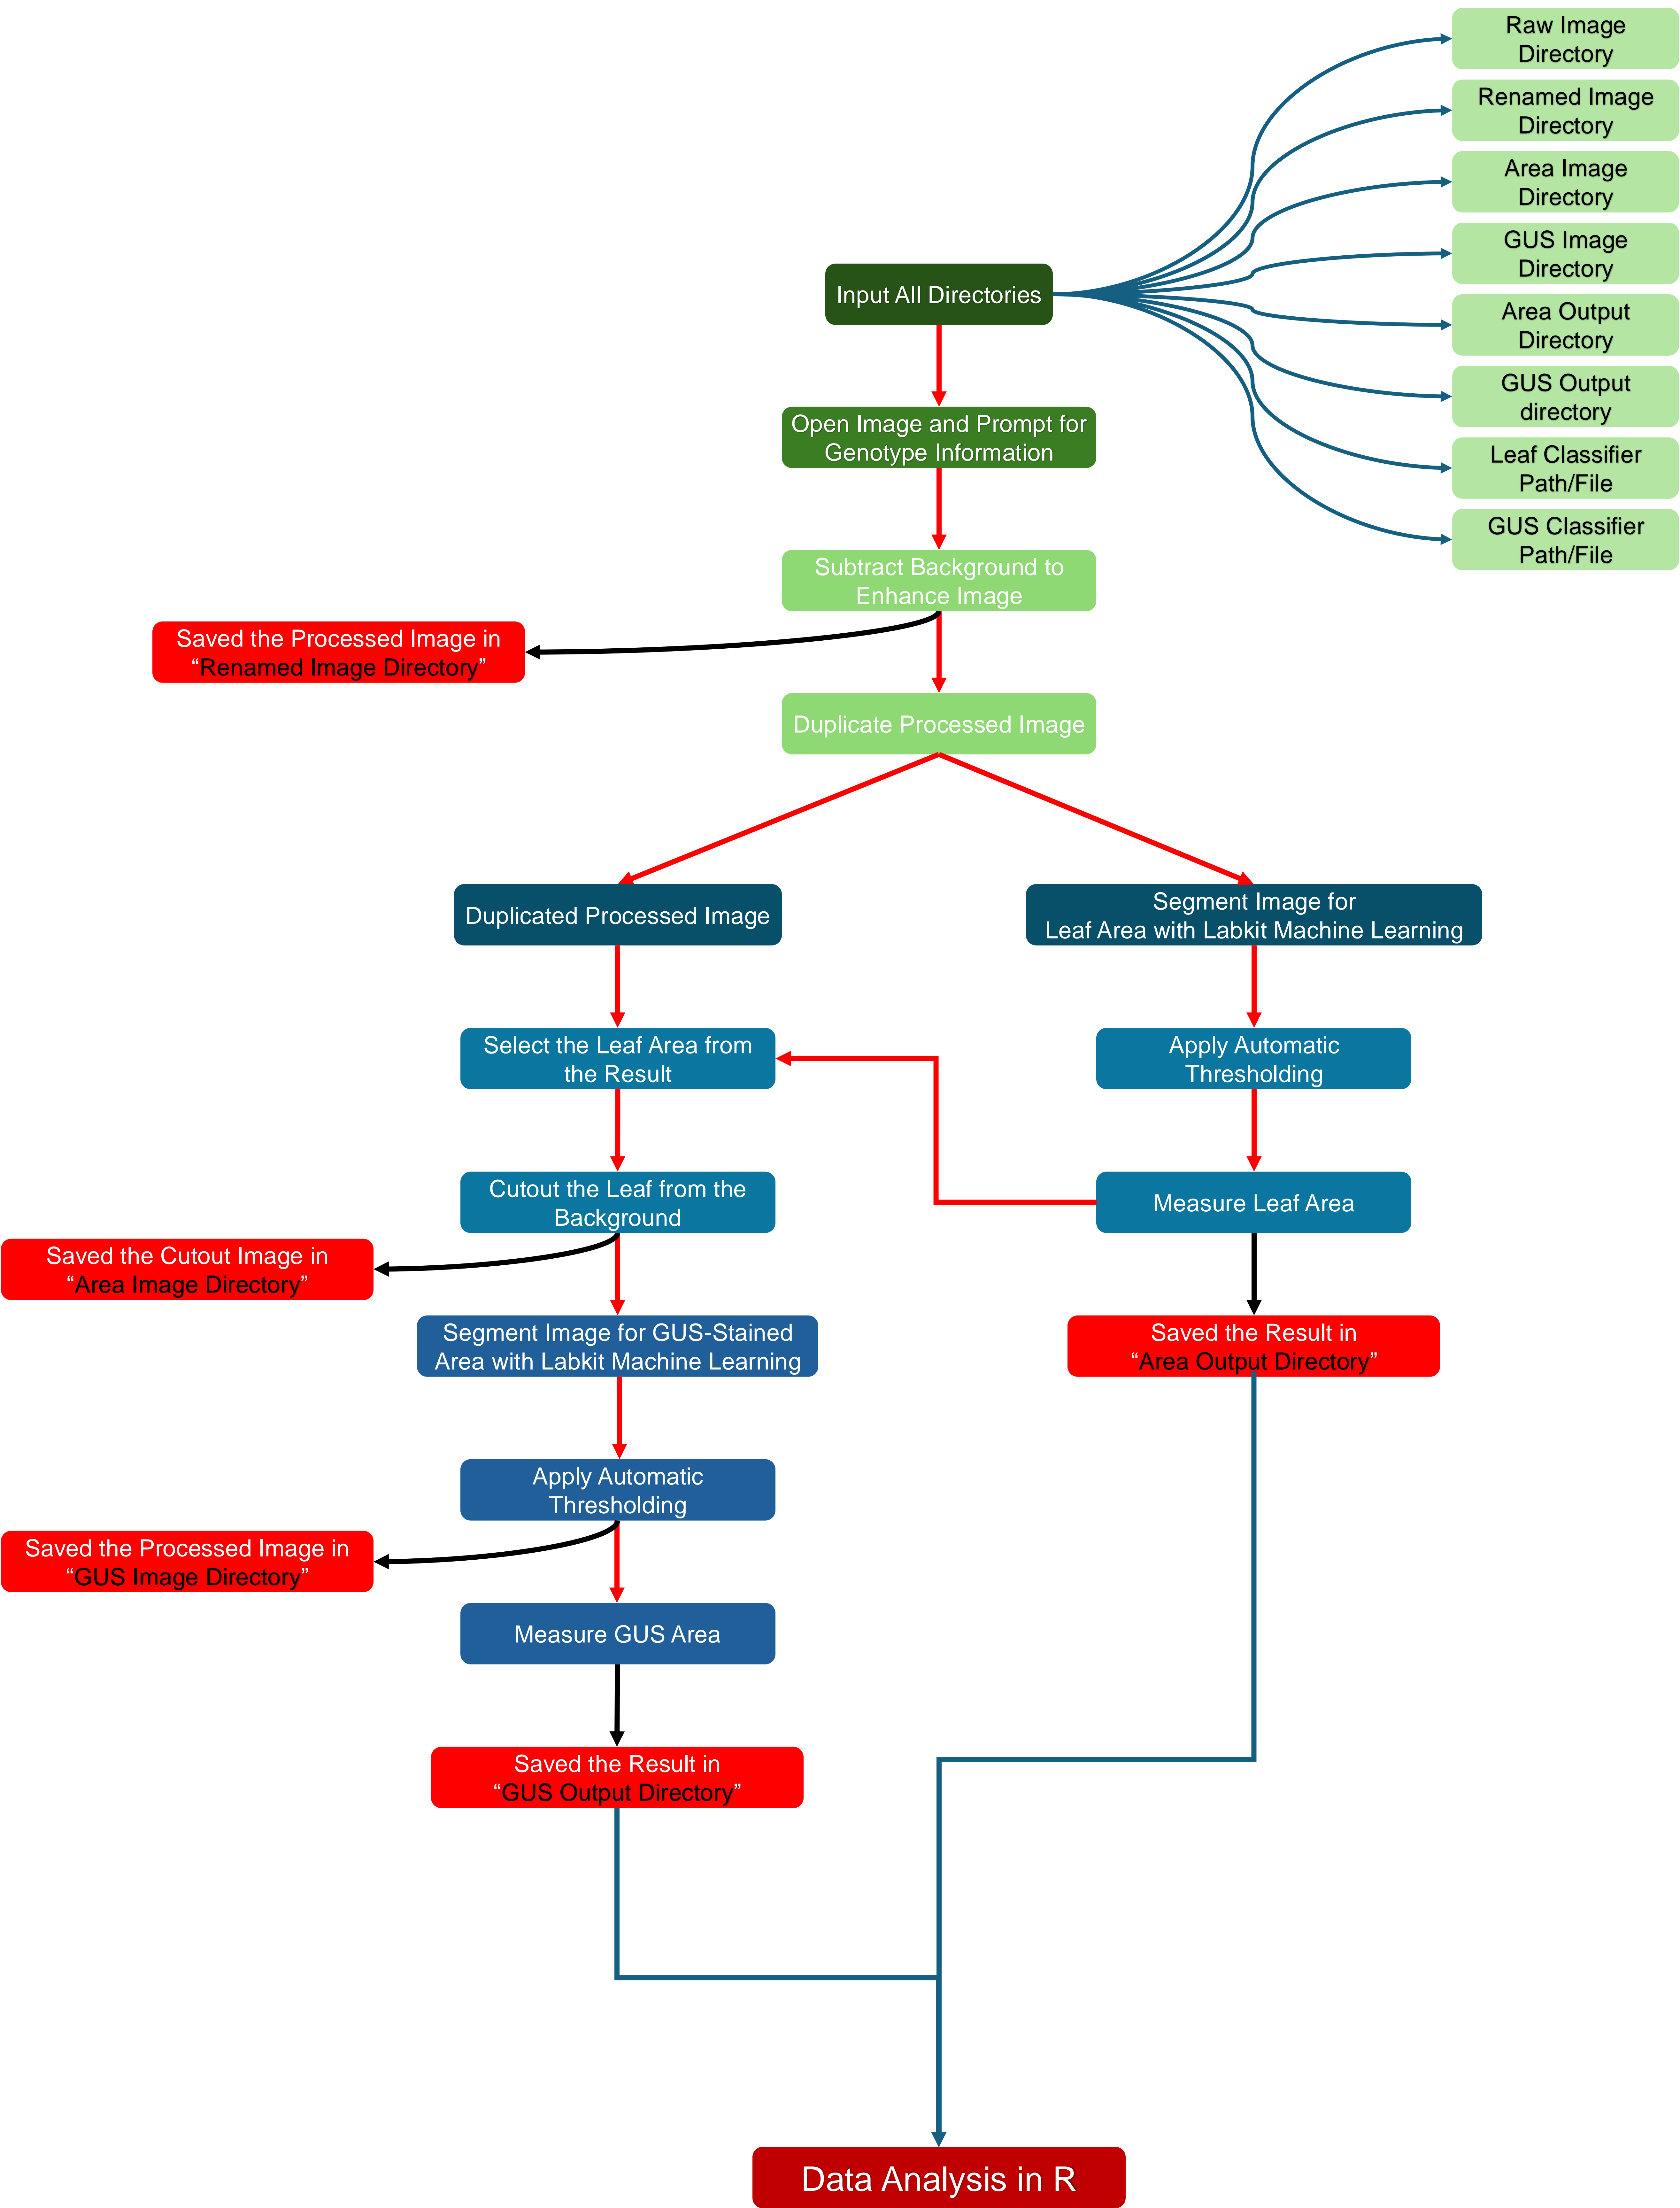 Raw Image
Directory
Renamed Image
Directory
Area Image
Directory
GUS Image
Directory
Input All Directories
Area Output
Directory
GUS Output
directory
Open Image and Prompt for
Genotype Information
Leaf Classifier
Path/File
GUS Classifier
Path/File
Subtract Background to
Enhance Image
Saved the Processed Image in
“Renamed Image Directory”
Duplicate Processed Image
Duplicated Processed Image
Segment Image for
Leaf Area with Labkit Machine Learning
Select the Leaf Area from
the Result
Apply Automatic
Thresholding
Cutout the Leaf from the
Background
Measure Leaf Area
Saved the Cutout Image in
“Area Image Directory”
Segment Image for GUS-Stained
Area with Labkit Machine Learning
Saved the Result in
“Area Output Directory”
Apply Automatic
Thresholding
Saved the Processed Image in
“GUS Image Directory”
Measure GUS Area
Saved the Result in
“GUS Output Directory”
Data Analysis in R